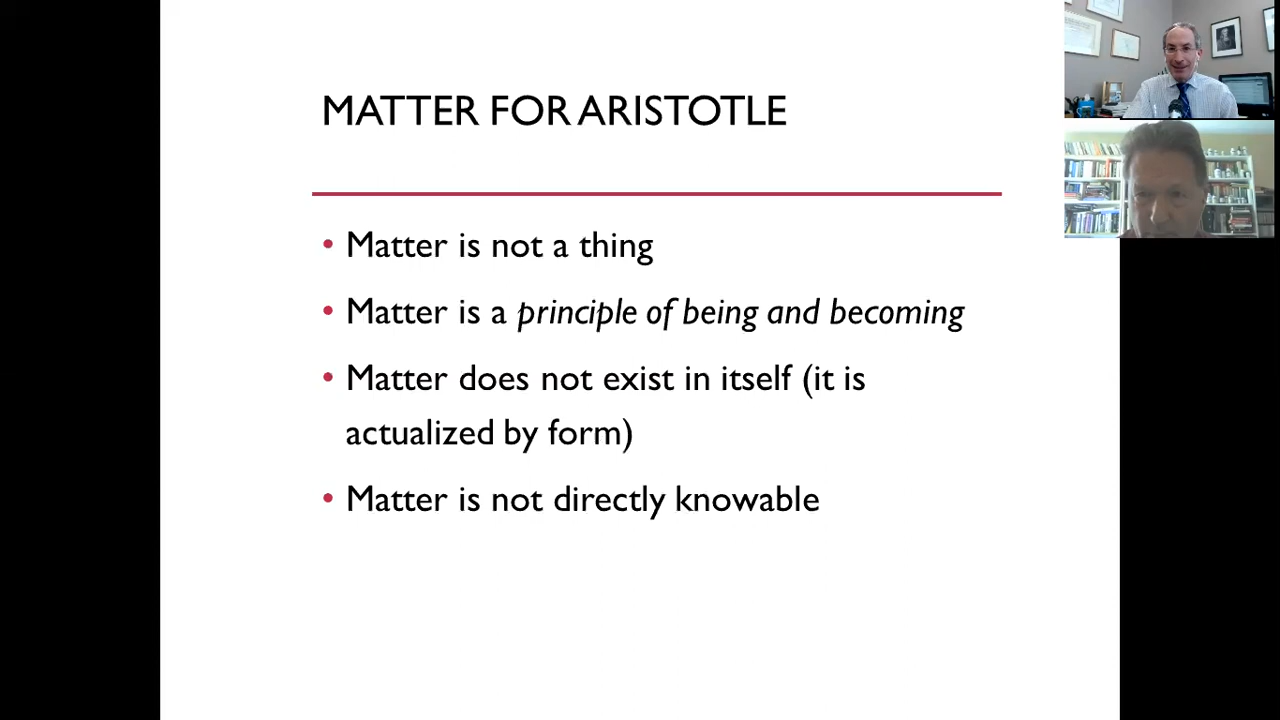 MATTER FOR ARISTOTLE
• Matter is not a thing
• Matter is a principle of being and becoming
• Matter does not exist in itself (it is
actualized by form)
• Matter is not directly knowable